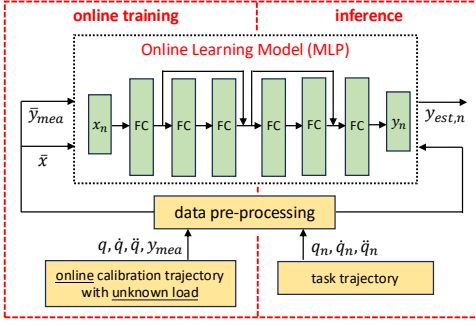 online training
inference
Online Learning Model (MLP)
ȳ_mea
x̄
x_n
FC
FC
FC
FC
FC
FC
y_n
y_est,n
data pre-processing
q, q̇, q̈, y_mea
q_n, q̇_n, q̈_n
online calibration trajectory
with unknown load
task trajectory